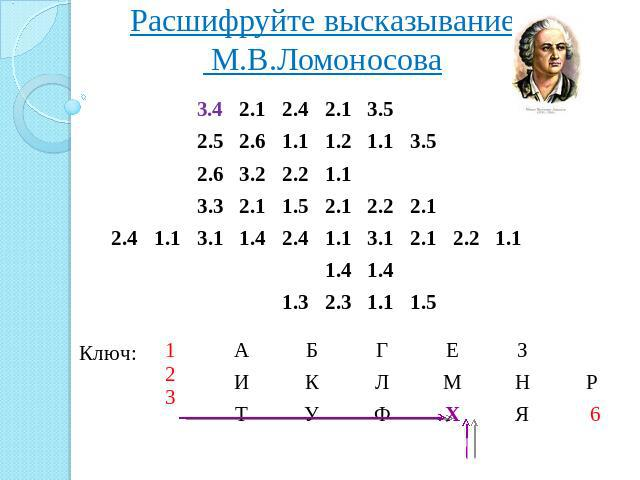 Расшифруйте высказывание
М.В.Ломоносова
3.4 2.1 2.4 2.1 3.5
2.5 2.6 1.1 1.2 1.1 3.5
2.6 3.2 2.2 1.1
3.3 2.1 1.5 2.1 2.2 2.1
2.4 1.1 3.1 1.4 2.4 1.1 3.1 2.1 2.2 1.1
1.4 1.4
1.3 2.3 1.1 1.5
Ключ: 1 А Б Г Е З
2 И К Л М Н Р
3 Т У Ф Х Я 6